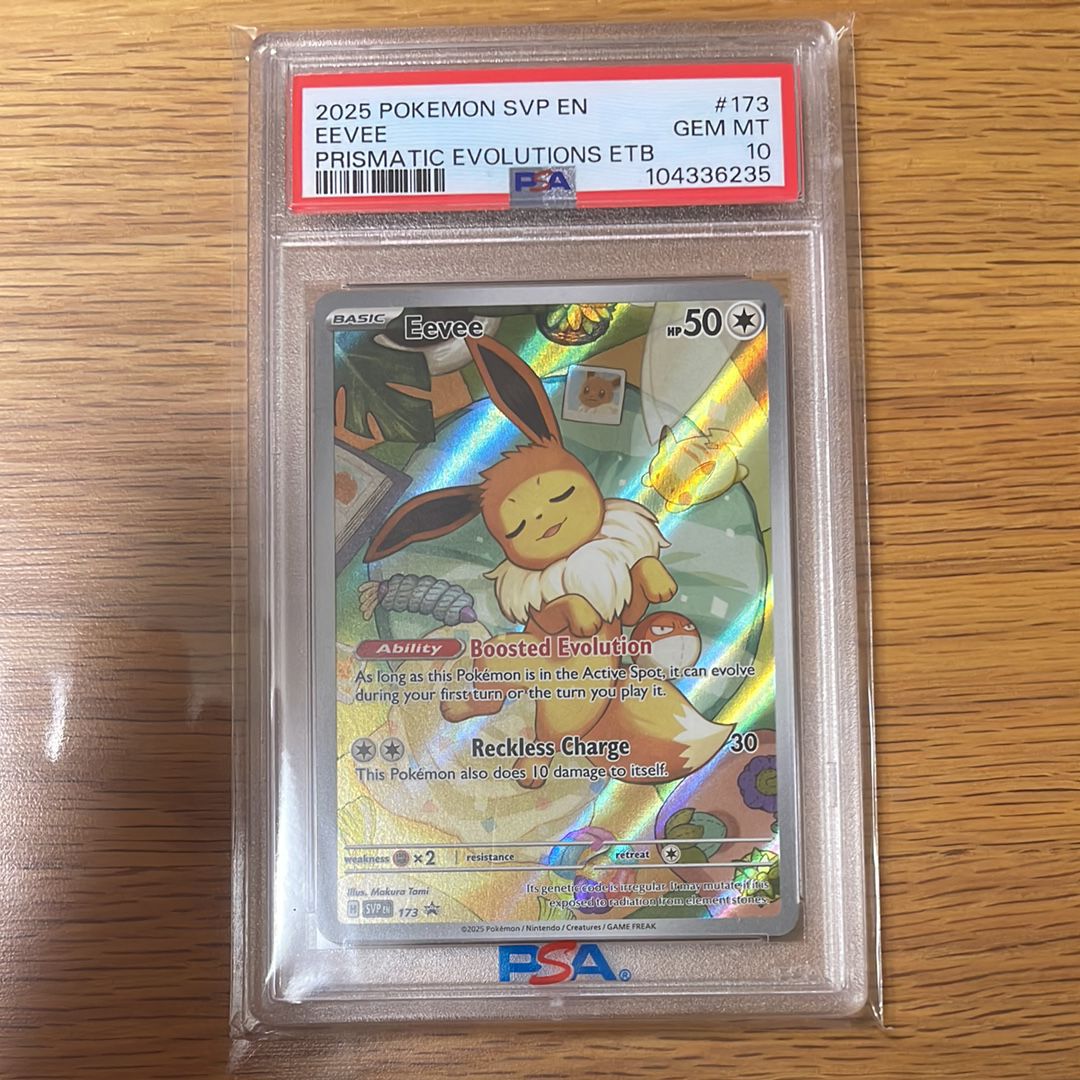 2025 POKEMON SVP EN #173
EEVEE GEM MT
PRISMATIC EVOLUTIONS ETB 10
PSA 104336235
BASIC Eevee HP 50
Ability Boosted Evolution
As long as this Pokémon is in the Active Spot, it can evolve
during your first turn or the turn you play it.
Reckless Charge 30
This Pokémon also does 10 damage to itself.
weakness ×2 resistance retreat
Illus. Makura Tami
Its genetic code is irregular. It may mutate if it is
exposed to radiation from element stones.
H SVP EN 173
©2025 Pokémon / Nintendo / Creatures / GAME FREAK
PSA®